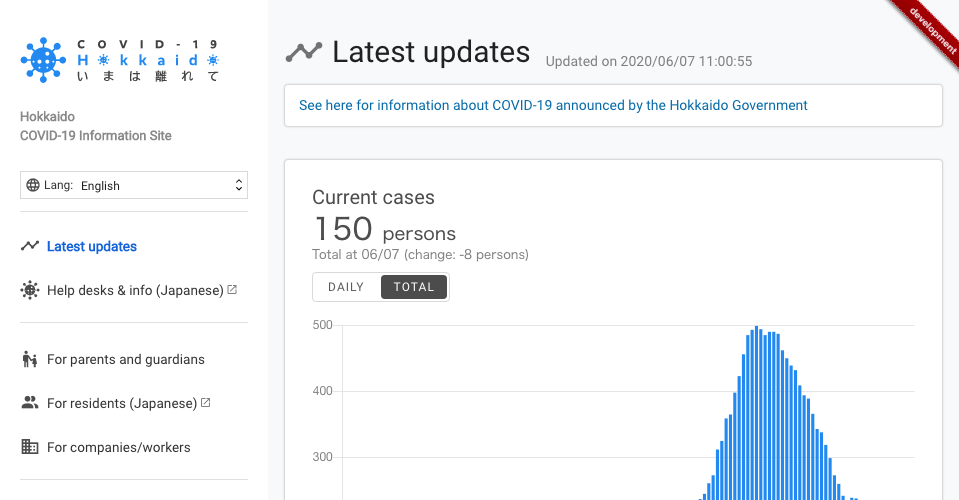 COVID-19
Hokkaido
いまは離れて
Hokkaido
COVID-19 Information Site
Lang: English
Latest updates
Help desks & info (Japanese)
For parents and guardians
For residents (Japanese)
For companies/workers
development
Latest updates Updated on 2020/06/07 11:00:55
See here for information about COVID-19 announced by the Hokkaido Government
Current cases
150 persons
Total at 06/07 (change: -8 persons)
DAILY TOTAL
500
400
300